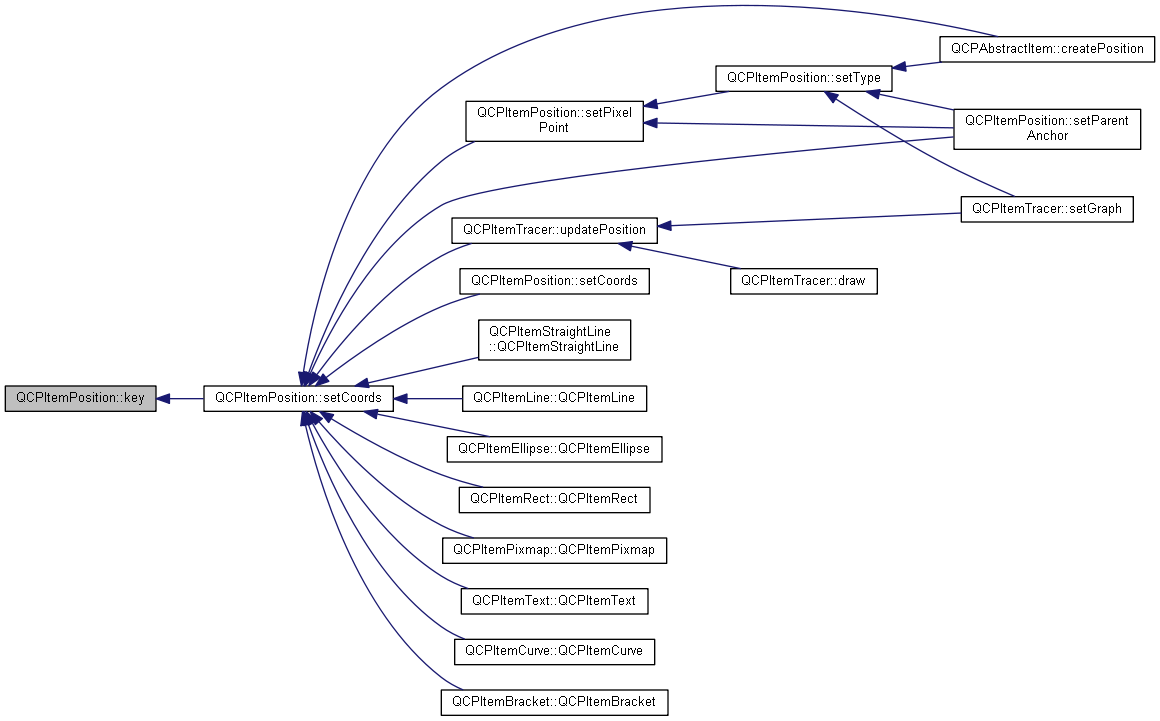 QCPAbstractItem::createPosition
QCPItemPosition::setType
QCPItemPosition::setPixel
Point
QCPItemPosition::setParent
Anchor
QCPItemTracer::setGraph
QCPItemTracer::updatePosition
QCPItemTracer::draw
QCPItemPosition::setCoords
QCPItemStraightLine
::QCPItemStraightLine
QCPItemPosition::key
QCPItemPosition::setCoords
QCPItemLine::QCPItemLine
QCPItemEllipse::QCPItemEllipse
QCPItemRect::QCPItemRect
QCPItemPixmap::QCPItemPixmap
QCPItemText::QCPItemText
QCPItemCurve::QCPItemCurve
QCPItemBracket::QCPItemBracket